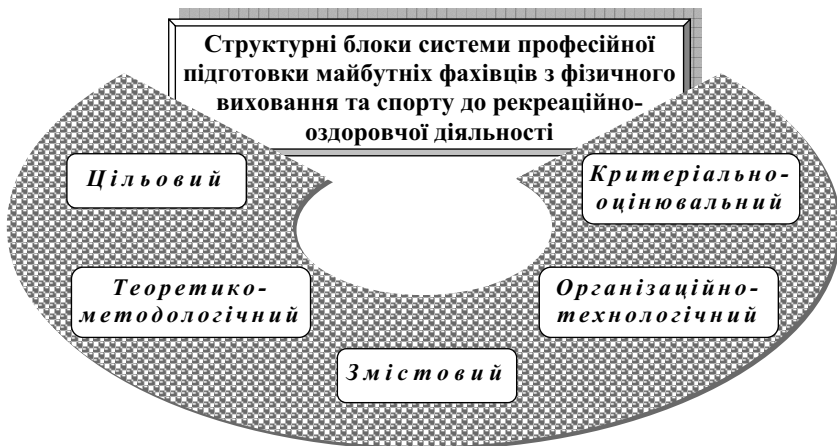 Структурні блоки системи професійної
підготовки майбутніх фахівців з фізичного
виховання та спорту до рекреаційно-
оздоровчої діяльності
Цільовий
Теоретико-
методологічний
Змістовий
Організаційно-
технологічний
Критеріально-
оцінювальний